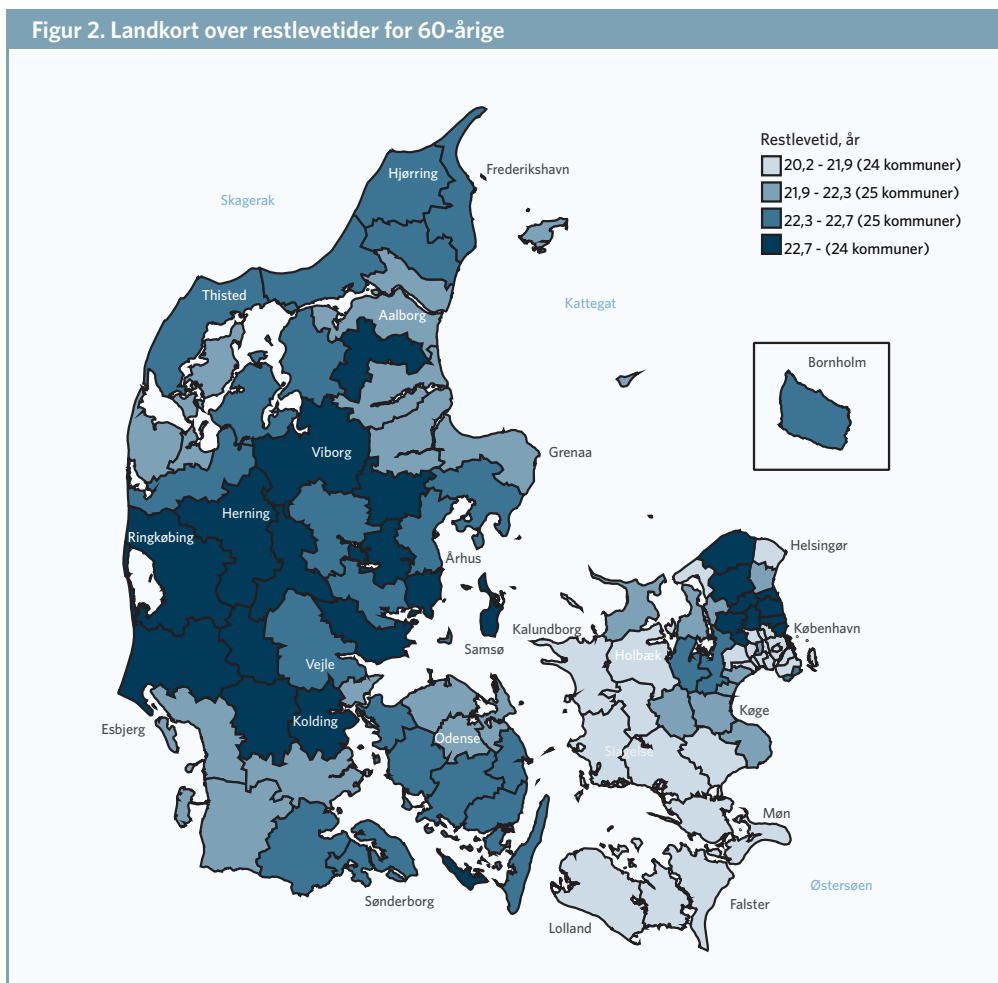 Figur 2. Landkort over restlevetider for 60-årige
Restlevetid, år
20,2 - 21,9 (24 kommuner)
21,9 - 22,3 (25 kommuner)
22,3 - 22,7 (25 kommuner)
22,7 - (24 kommuner)
Hjørring
Frederikshavn
Skagerak
Thisted
Kattegat
Aalborg
Bornholm
Viborg
Grenaa
Herning
Ringkøbing
Helsingør
Århus
Kalundborg
København
Samsø
Holbæk
Vejle
Køge
Esbjerg
Kolding
Odense
Slagelse
Møn
Østersøen
Sønderborg
Falster
Lolland